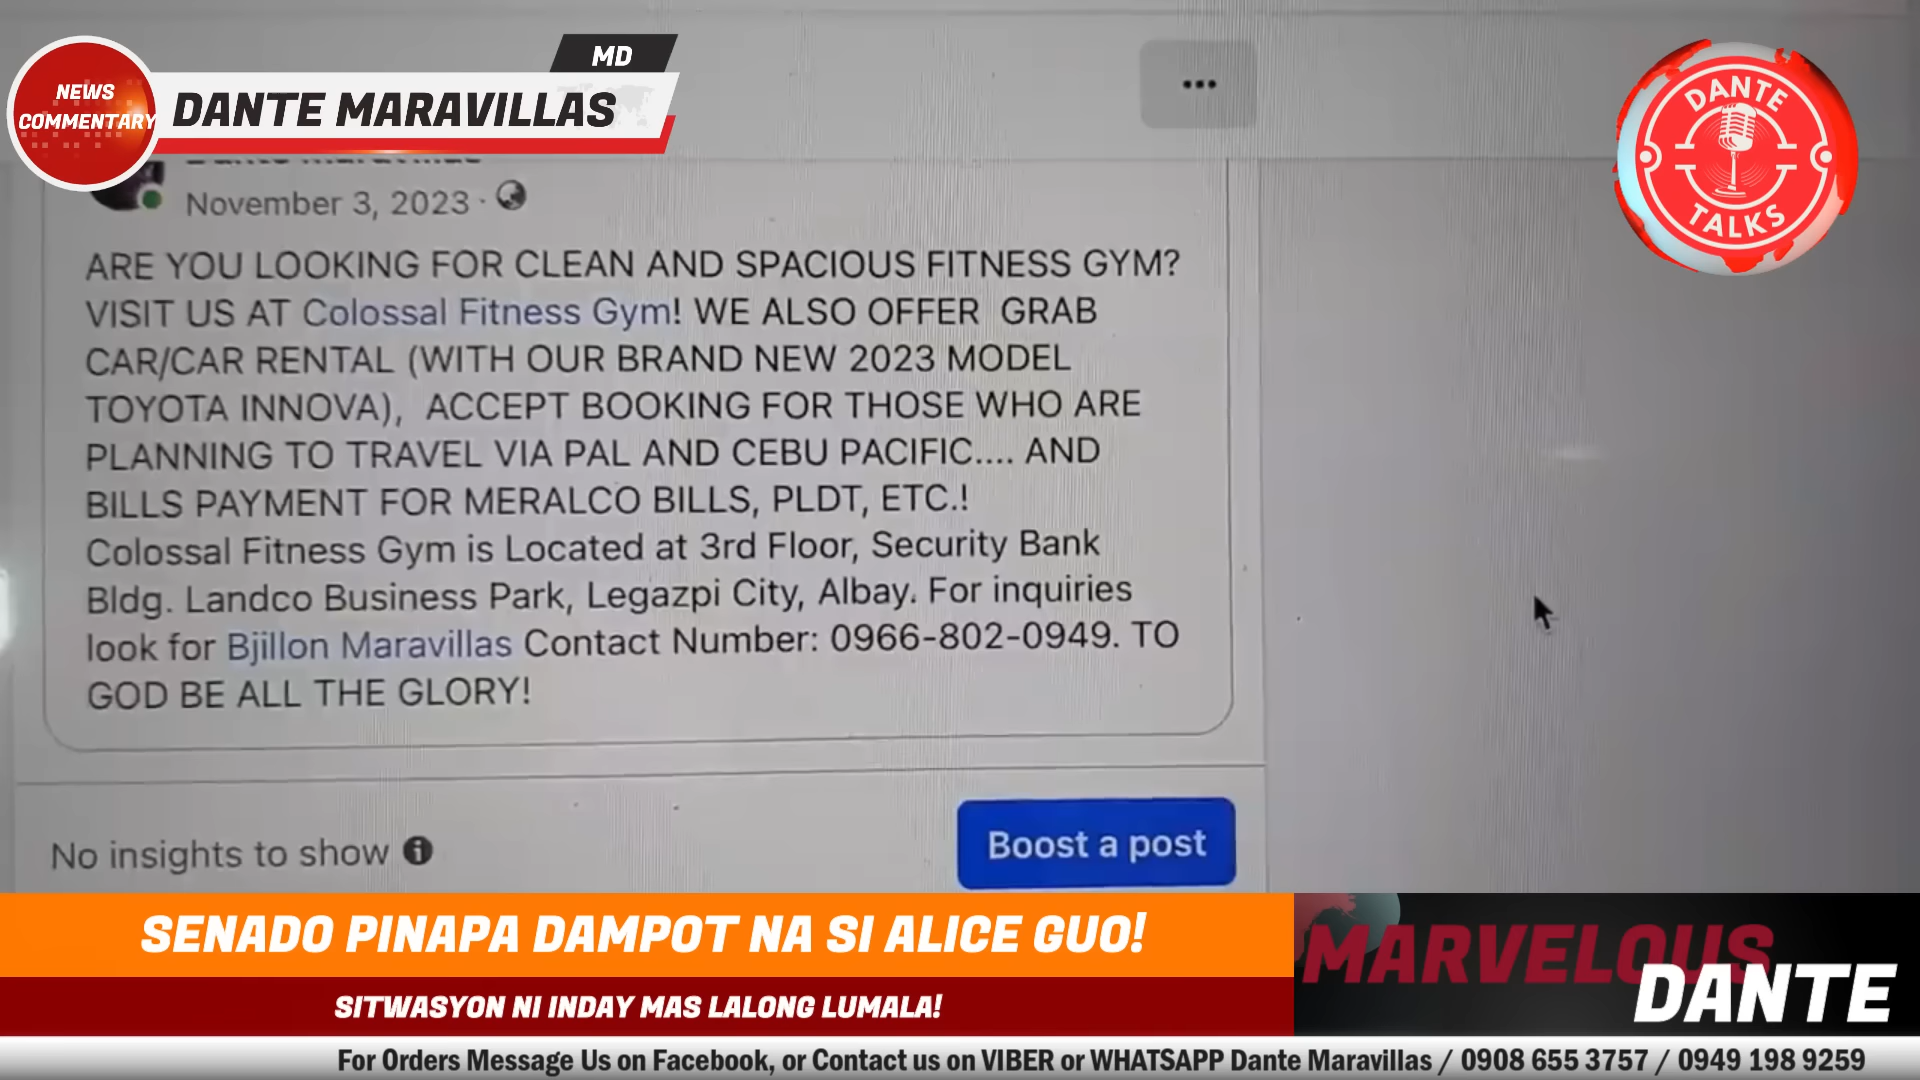 NEWS
COMMENTARY
MD
DANTE MARAVILLAS
DANTE
TALKS
November 3, 2023 ·
ARE YOU LOOKING FOR CLEAN AND SPACIOUS FITNESS GYM?
VISIT US AT Colossal Fitness Gym! WE ALSO OFFER GRAB
CAR/CAR RENTAL (WITH OUR BRAND NEW 2023 MODEL
TOYOTA INNOVA), ACCEPT BOOKING FOR THOSE WHO ARE
PLANNING TO TRAVEL VIA PAL AND CEBU PACIFIC.... AND
BILLS PAYMENT FOR MERALCO BILLS, PLDT, ETC.!
Colossal Fitness Gym is Located at 3rd Floor, Security Bank
Bldg. Landco Business Park, Legazpi City, Albay. For inquiries
look for Bjillon Maravillas Contact Number: 0966-802-0949. TO
GOD BE ALL THE GLORY!
No insights to show
Boost a post
SENADO PINAPA DAMPOT NA SI ALICE GUO!
SITWASYON NI INDAY MAS LALONG LUMALA!
MARVELOUS
DANTE
For Orders Message Us on Facebook, or Contact us on VIBER or WHATSAPP Dante Maravillas / 0908 655 3757 / 0949 198 9259